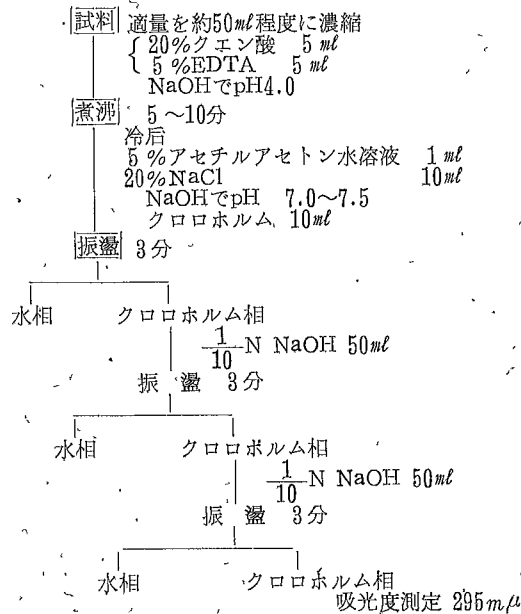 試料 適量を約50ml程度に濃縮
20%クエン酸 5ml
5%EDTA 5ml
NaOHでpH4.0
煮沸 5～10分
冷后
5%アセチルアセトン水溶液 1ml
20%NaCl 10ml
NaOHでpH 7.0～7.5
クロロホルム 10ml
振盪 3分
水相 クロロホルム相
1/10 N NaOH 50ml
振盪 3分
水相 クロロホルム相
1/10 N NaOH 50ml
振盪 3分
水相 クロロホルム相
吸光度測定 295mμ